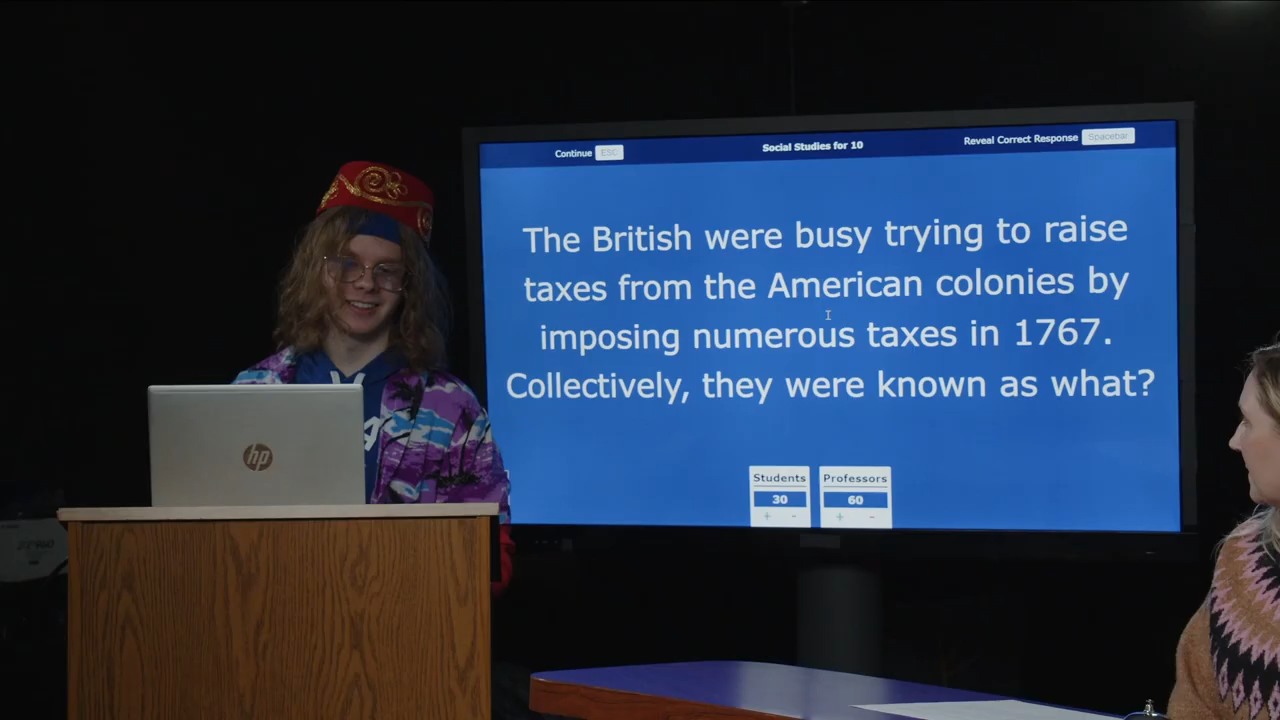 Continue ESC
Social Studies for 10
Reveal Correct Response Spacebar
The British were busy trying to raise
taxes from the American colonies by
imposing numerous taxes in 1767.
Collectively, they were known as what?
Students
30
+ -
Professors
60
+ -
hp